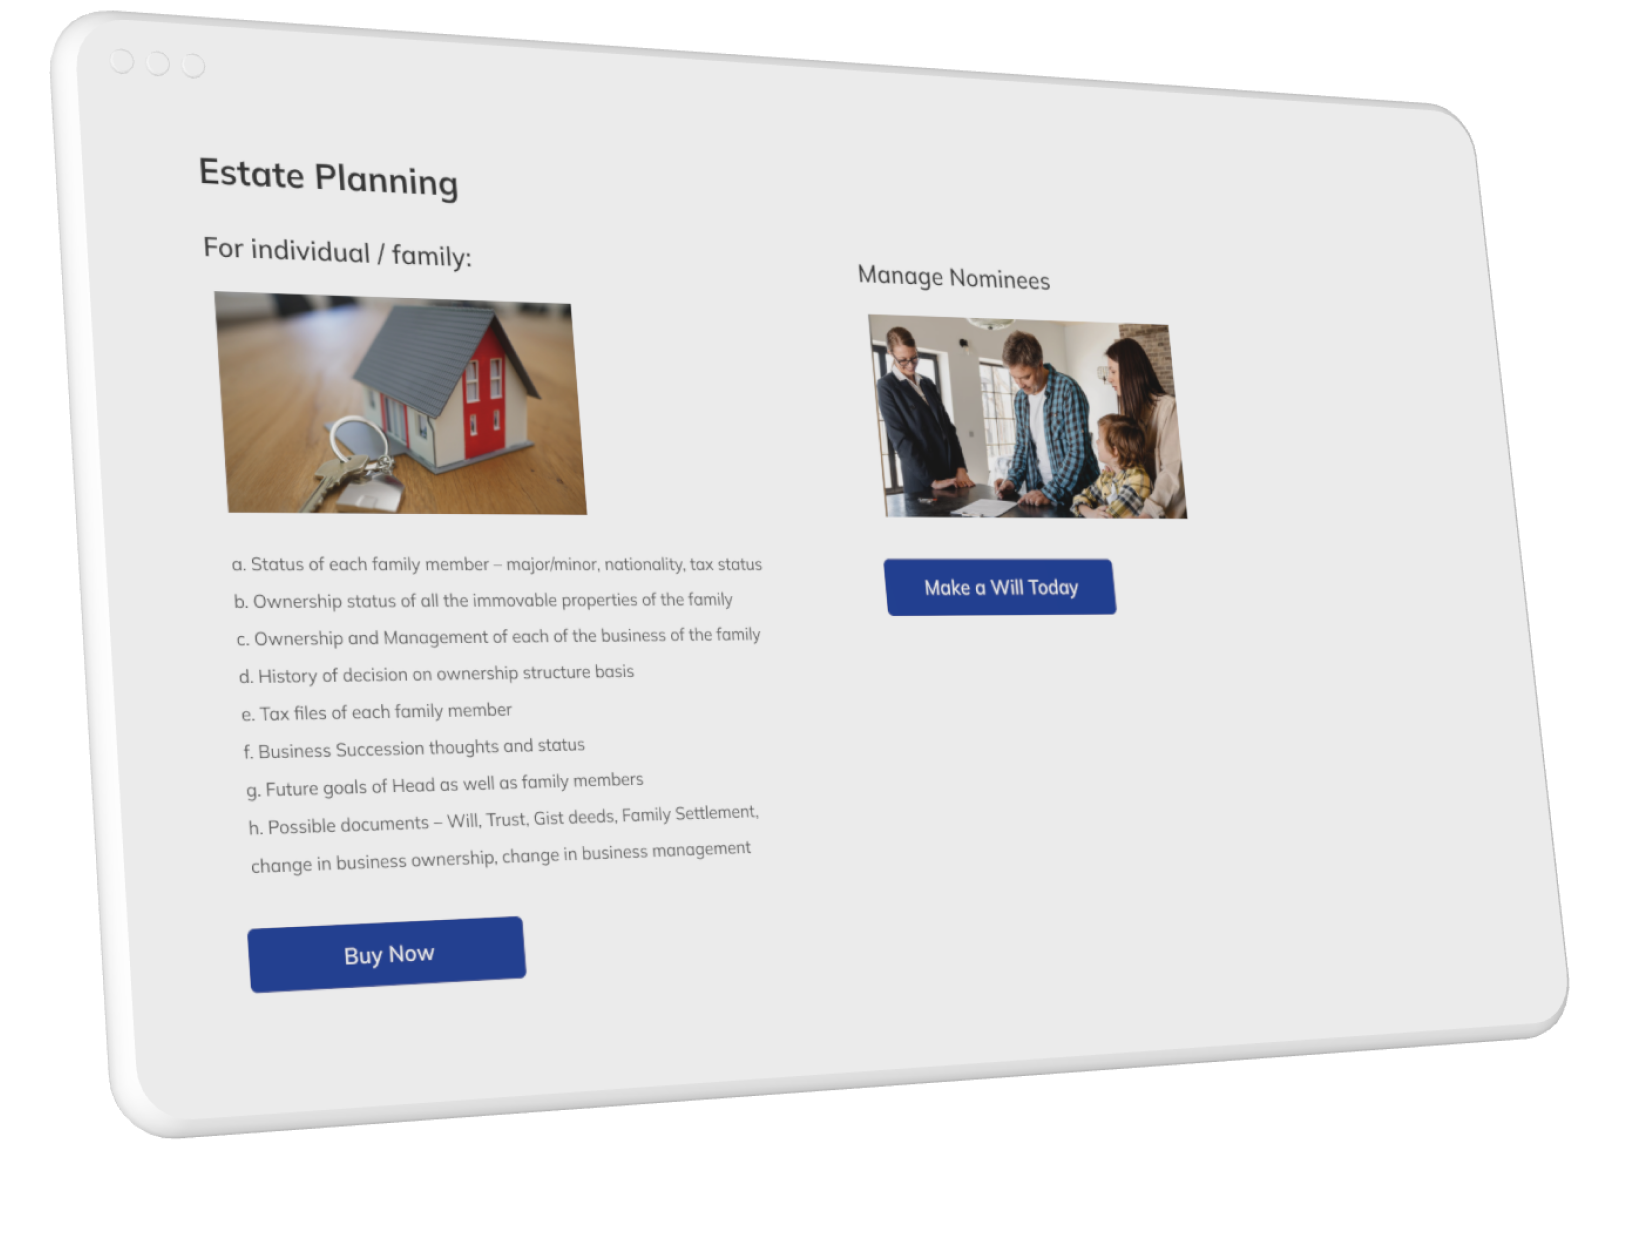 Estate Planning
For individual / family:
a. Status of each family member – major/minor, nationality, tax status
b. Ownership status of all the immovable properties of the family
c. Ownership and Management of each of the business of the family
d. History of decision on ownership structure basis
e. Tax files of each family member
f. Business Succession thoughts and status
g. Future goals of Head as well as family members
h. Possible documents – Will, Trust, Gist deeds, Family Settlement,
change in business ownership, change in business management
Buy Now
Manage Nominees
Make a Will Today